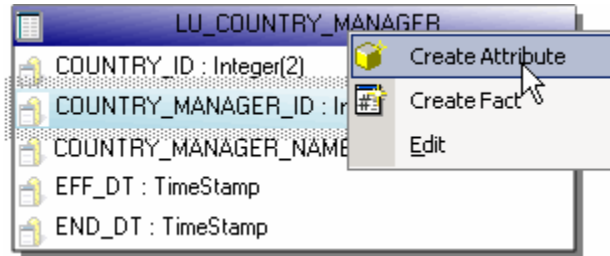 LU_COUNTRY_MANAGER
COUNTRY_ID : Integer(2)
COUNTRY_MANAGER_ID : In
COUNTRY_MANAGER_NAME
EFF_DT : TimeStamp
END_DT : TimeStamp
Create Attribute
Create Fact
Edit